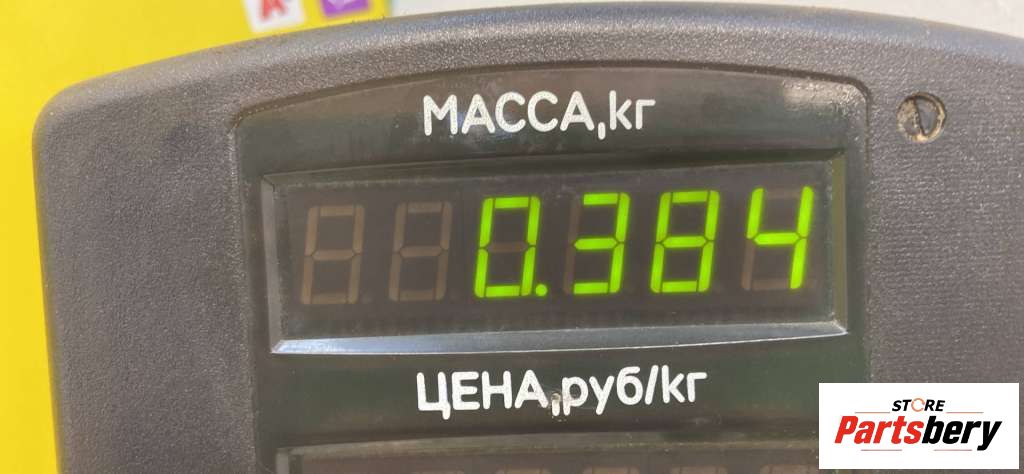 МАССА,кг
0.384
ЦЕНА,руб/кг
STORE
Partsbery